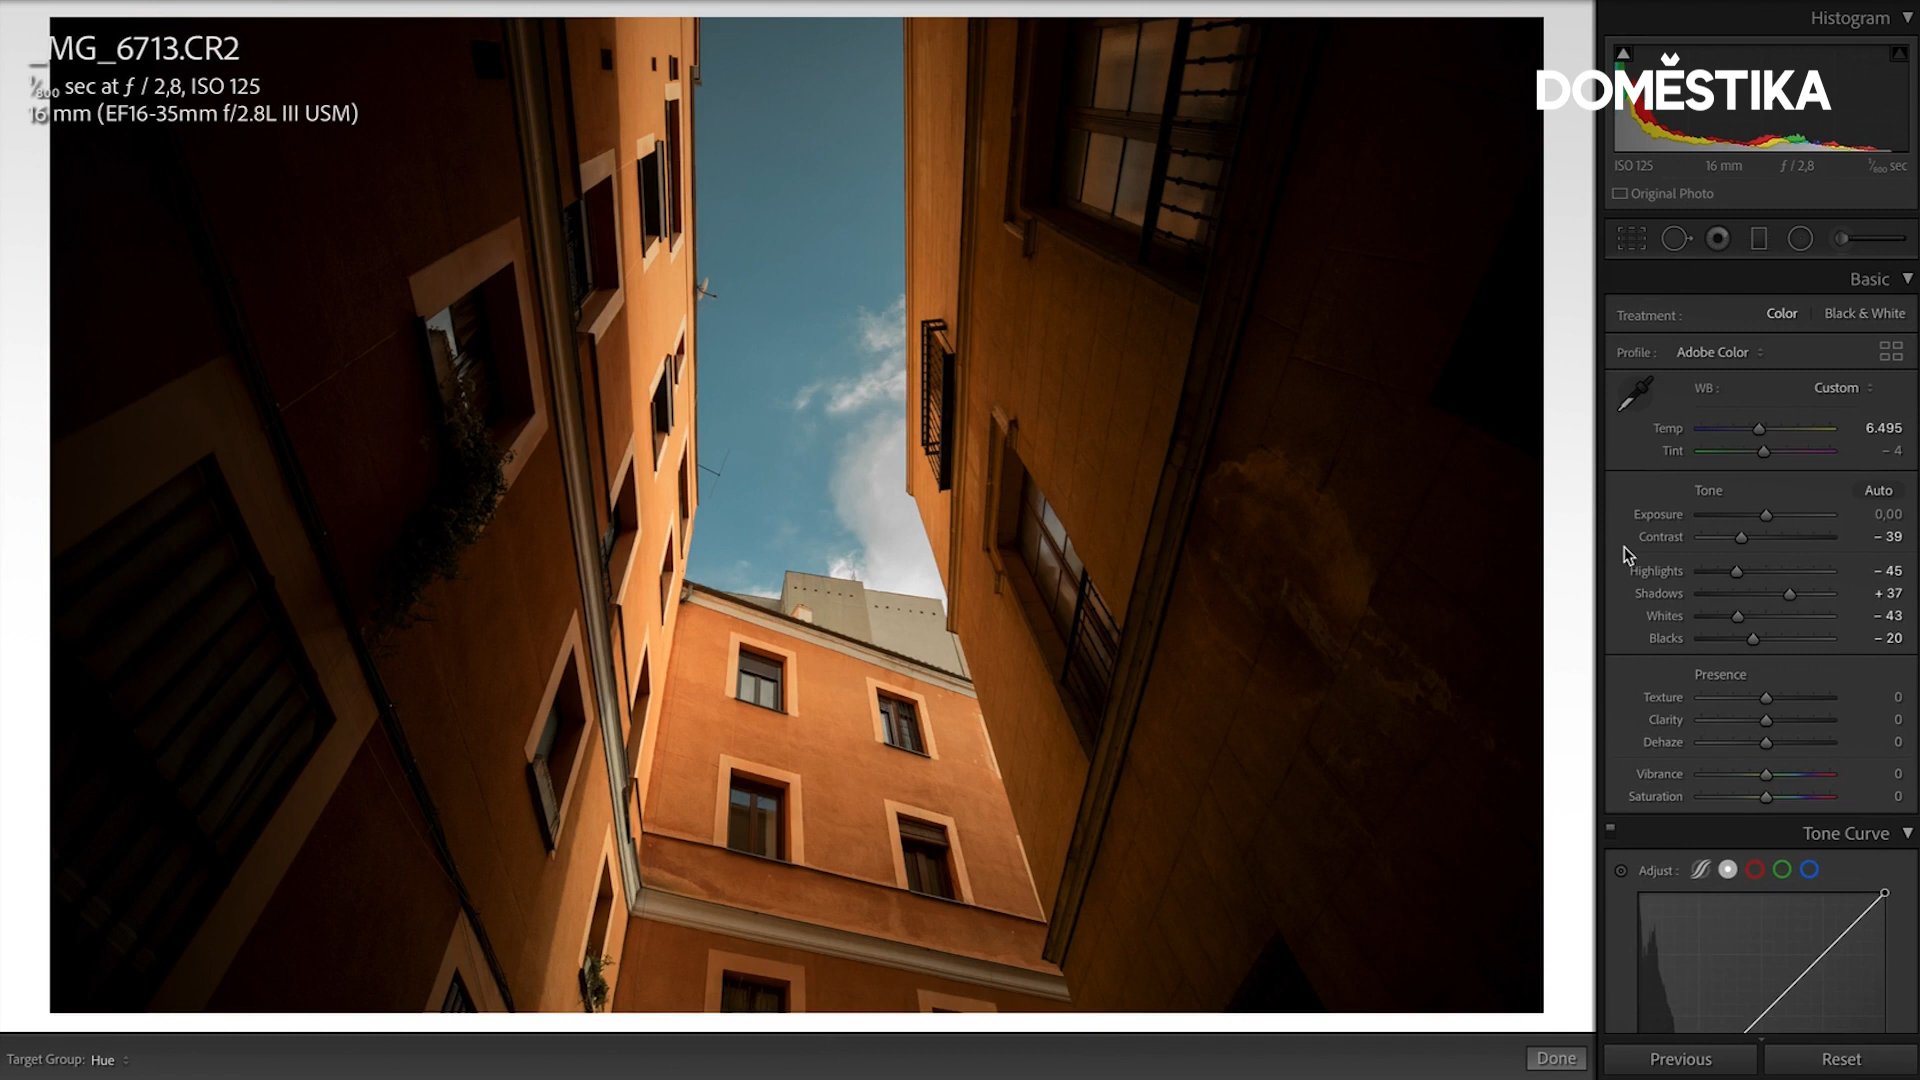 _MG_6713.CR2
1/800 sec at ƒ / 2,8, ISO 125
16 mm (EF16-35mm f/2.8L III USM)
Histogram
DOMESTIKA
ISO 125 16 mm ƒ / 2,8 1/800 sec
Original Photo
Basic
Treatment : Color Black & White
Profile : Adobe Color
WB : Custom
Temp 6.495
Tint – 4
Tone Auto
Exposure 0,00
Contrast – 39
Highlights – 45
Shadows + 37
Whites – 43
Blacks – 20
Presence
Texture 0
Clarity 0
Dehaze 0
Vibrance 0
Saturation 0
Tone Curve
Adjust :
Target Group: Hue
Done
Previous
Reset